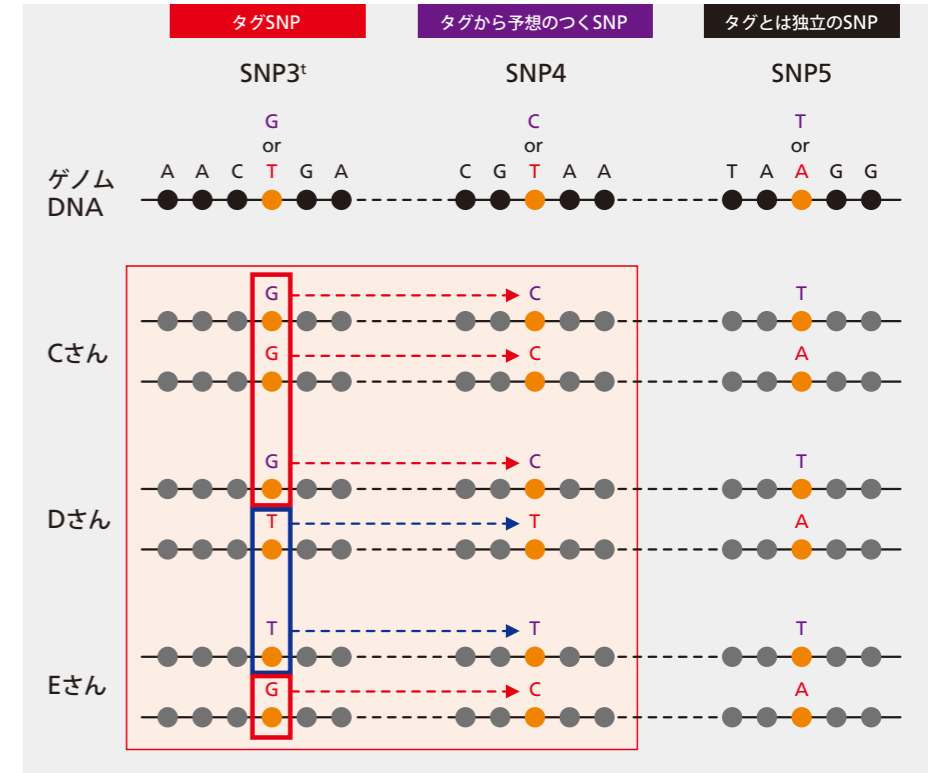 タグSNP タグから予想のつくSNP タグとは独立のSNP
SNP3ᵗ SNP4 SNP5
G C T
or or or
A A C T G A C G T A A T A A G G
ゲノム
DNA
G C T
Cさん
G C A
G C T
Dさん
T T A
T T T
Eさん
G C A